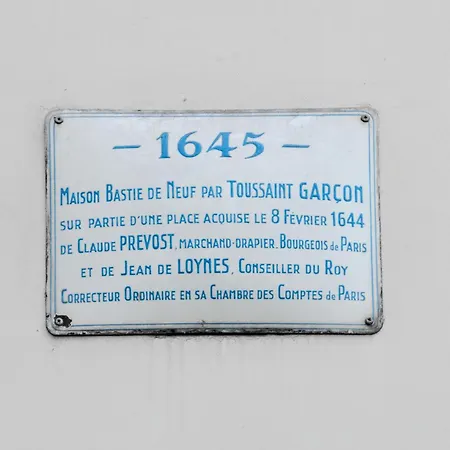 – 1645 –
MAISON BASTIE DE NEUF PAR TOUSSAINT GARÇON
SUR PARTIE D'UNE PLACE ACQUISE LE 8 FÉVRIER 1644
DE CLAUDE PREVOST, MARCHAND-DRAPIER, BOURGEOIS de PARIS
ET DE JEAN DE LOYNES, CONSEILLER DU ROY
CORRECTEUR ORDINAIRE EN SA CHAMBRE DES COMPTES de PARIS